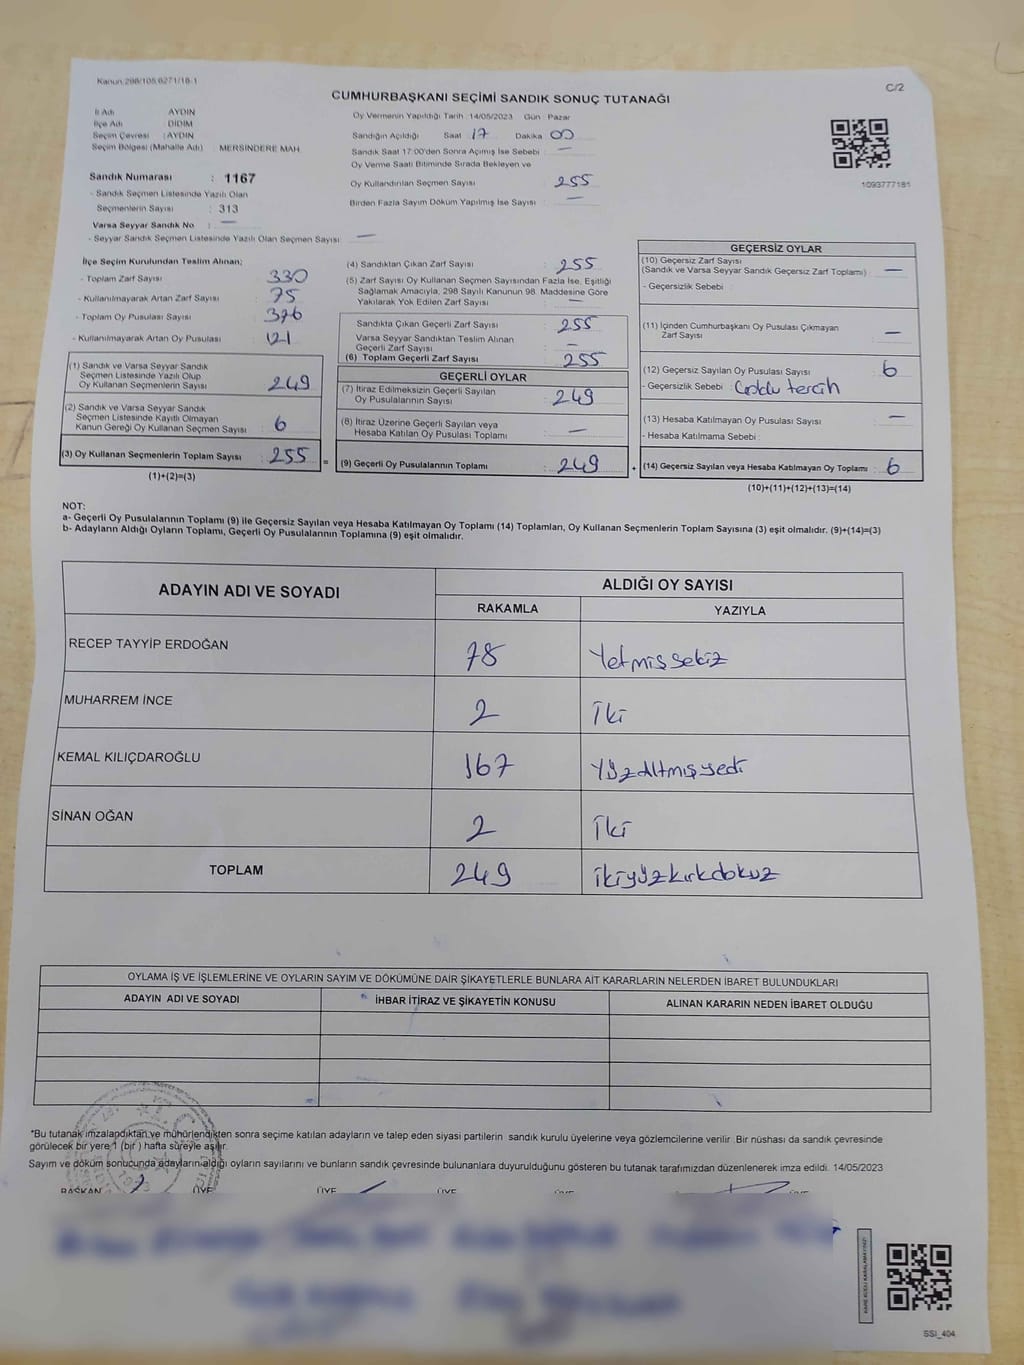 Kanun:298/105,6271/18-1
C/2
CUMHURBAŞKANI SEÇİMİ SANDIK SONUÇ TUTANAĞI
İl Adı AYDIN
İlçe Adı DİDİM
Seçim Çevresi : AYDIN
Seçim Bölgesi (Mahalle Adı) : MERSİNDERE MAH.
Sandık Numarası : 1167
- Sandık Seçmen Listesinde Yazılı Olan
Seçmenlerin Sayısı : 313
Varsa Seyyar Sandık No : —
- Seyyar Sandık Seçmen Listesinde Yazılı Olan Seçmen Sayısı : —
Oy Vermenin Yapıldığı Tarih : 14/05/2023 Gün : Pazar
Sandığın Açıldığı Saat 17 Dakika 00
Sandık Saat 17:00'den Sonra Açımış İse Sebebi : —
Oy Verme Saati Bitiminde Sırada Bekleyen ve
Oy Kullandırılan Seçmen Sayısı 255
Birden Fazla Sayım Döküm Yapılmış İse Sayısı : —
1093777181
İlçe Seçim Kurulundan Teslim Alınan;
- Toplam Zarf Sayısı : 330
- Kullanılmayarak Artan Zarf Sayısı : 75
- Toplam Oy Pusulası Sayısı : 376
- Kullanılmayarak Artan Oy Pusulası : 121
(1) Sandık ve Varsa Seyyar Sandık
Seçmen Listesinde Yazılı Olup
Oy Kullanan Seçmenlerin Sayısı : 249
(2) Sandık ve Varsa Seyyar Sandık
Seçmen Listesinde Kayıtlı Olmayan
Kanun Gereği Oy Kullanan Seçmen Sayısı : 6
(3) Oy Kullanan Seçmenlerin Toplam Sayısı : 255
(1)+(2)=(3)
(4) Sandıktan Çıkan Zarf Sayısı : 255
(5) Zarf Sayısı Oy Kullanan Seçmen Sayısından Fazla İse, Eşitliği
Sağlamak Amacıyla, 298 Sayılı Kanunun 98. Maddesine Göre
Yakılarak Yok Edilen Zarf Sayısı : —
Sandıkta Çıkan Geçerli Zarf Sayısı : 255
Varsa Seyyar Sandıktan Teslim Alınan
Geçerli Zarf Sayısı : —
(6) Toplam Geçerli Zarf Sayısı 255
GEÇERLİ OYLAR
(7) İtiraz Edilmeksizin Geçerli Sayılan
Oy Pusulalarının Sayısı : 249
(8) İtiraz Üzerine Geçerli Sayılan veya
Hesaba Katılan Oy Pusulası Toplamı : —
= (9) Geçerli Oy Pusulalarının Toplamı : 249
GEÇERSİZ OYLAR
(10) Geçersiz Zarf Sayısı
(Sandık ve Varsa Seyyar Sandık Geçersiz Zarf Toplamı) : —
- Geçersizlik Sebebi :
(11) İçinden Cumhurbaşkanı Oy Pusulası Çıkmayan
Zarf Sayısı : —
(12) Geçersiz Sayılan Oy Pusulası Sayısı : 6
- Geçersizlik Sebebi : Çoklu tercih
(13) Hesaba Katılmayan Oy Pusulası Sayısı : —
- Hesaba Katılmama Sebebi :
+ (14) Geçersiz Sayılan veya Hesaba Katılmayan Oy Toplamı : 6
(10)+(11)+(12)+(13)=(14)
NOT:
a- Geçerli Oy Pusulalarının Toplamı (9) ile Geçersiz Sayılan veya Hesaba Katılmayan Oy Toplamı (14) Toplamları, Oy Kullanan Seçmenlerin Toplam Sayısına (3) eşit olmalıdır. (9)+(14)=(3)
b- Adayların Aldığı Oyların Toplamı, Geçerli Oy Pusulalarının Toplamına (9) eşit olmalıdır.
ADAYIN ADI VE SOYADI ALDIĞI OY SAYISI
RAKAMLA YAZIYLA
RECEP TAYYİP ERDOĞAN 78 Yetmişsekiz
MUHARREM İNCE 2 İki
KEMAL KILIÇDAROĞLU 167 Yüzaltmışyedi
SİNAN OĞAN 2 İki
TOPLAM 249 ikiyüzkırkdokuz
OYLAMA İŞ VE İŞLEMLERİNE VE OYLARIN SAYIM VE DÖKÜMÜNE DAİR ŞİKAYETLERLE BUNLARA AİT KARARLARIN NELERDEN İBARET BULUNDUKLARI
ADAYIN ADI VE SOYADI İHBAR İTİRAZ VE ŞİKAYETİN KONUSU ALINAN KARARIN NEDEN İBARET OLDUĞU
*Bu tutanak imzalandıktan ve mühürlendikten sonra seçime katılan adayların ve talep eden siyasi partilerin sandık kurulu üyelerine veya gözlemcilerine verilir. Bir nüshası da sandık çevresinde
görülecek bir yere 1 (bir ) hafta süreyle asılır.
Sayım ve döküm sonucunda adayların aldığı oyların sayılarını ve bunların sandık çevresinde bulunanlara duyurulduğunu gösteren bu tutanak tarafımızdan düzenlenerek imza edildi. 14/05/2023
BAŞKAN ÜYE ÜYE ÜYE ÜYE ÜYE
KARE KODU KARALAMAYINIZ!
SSI_404